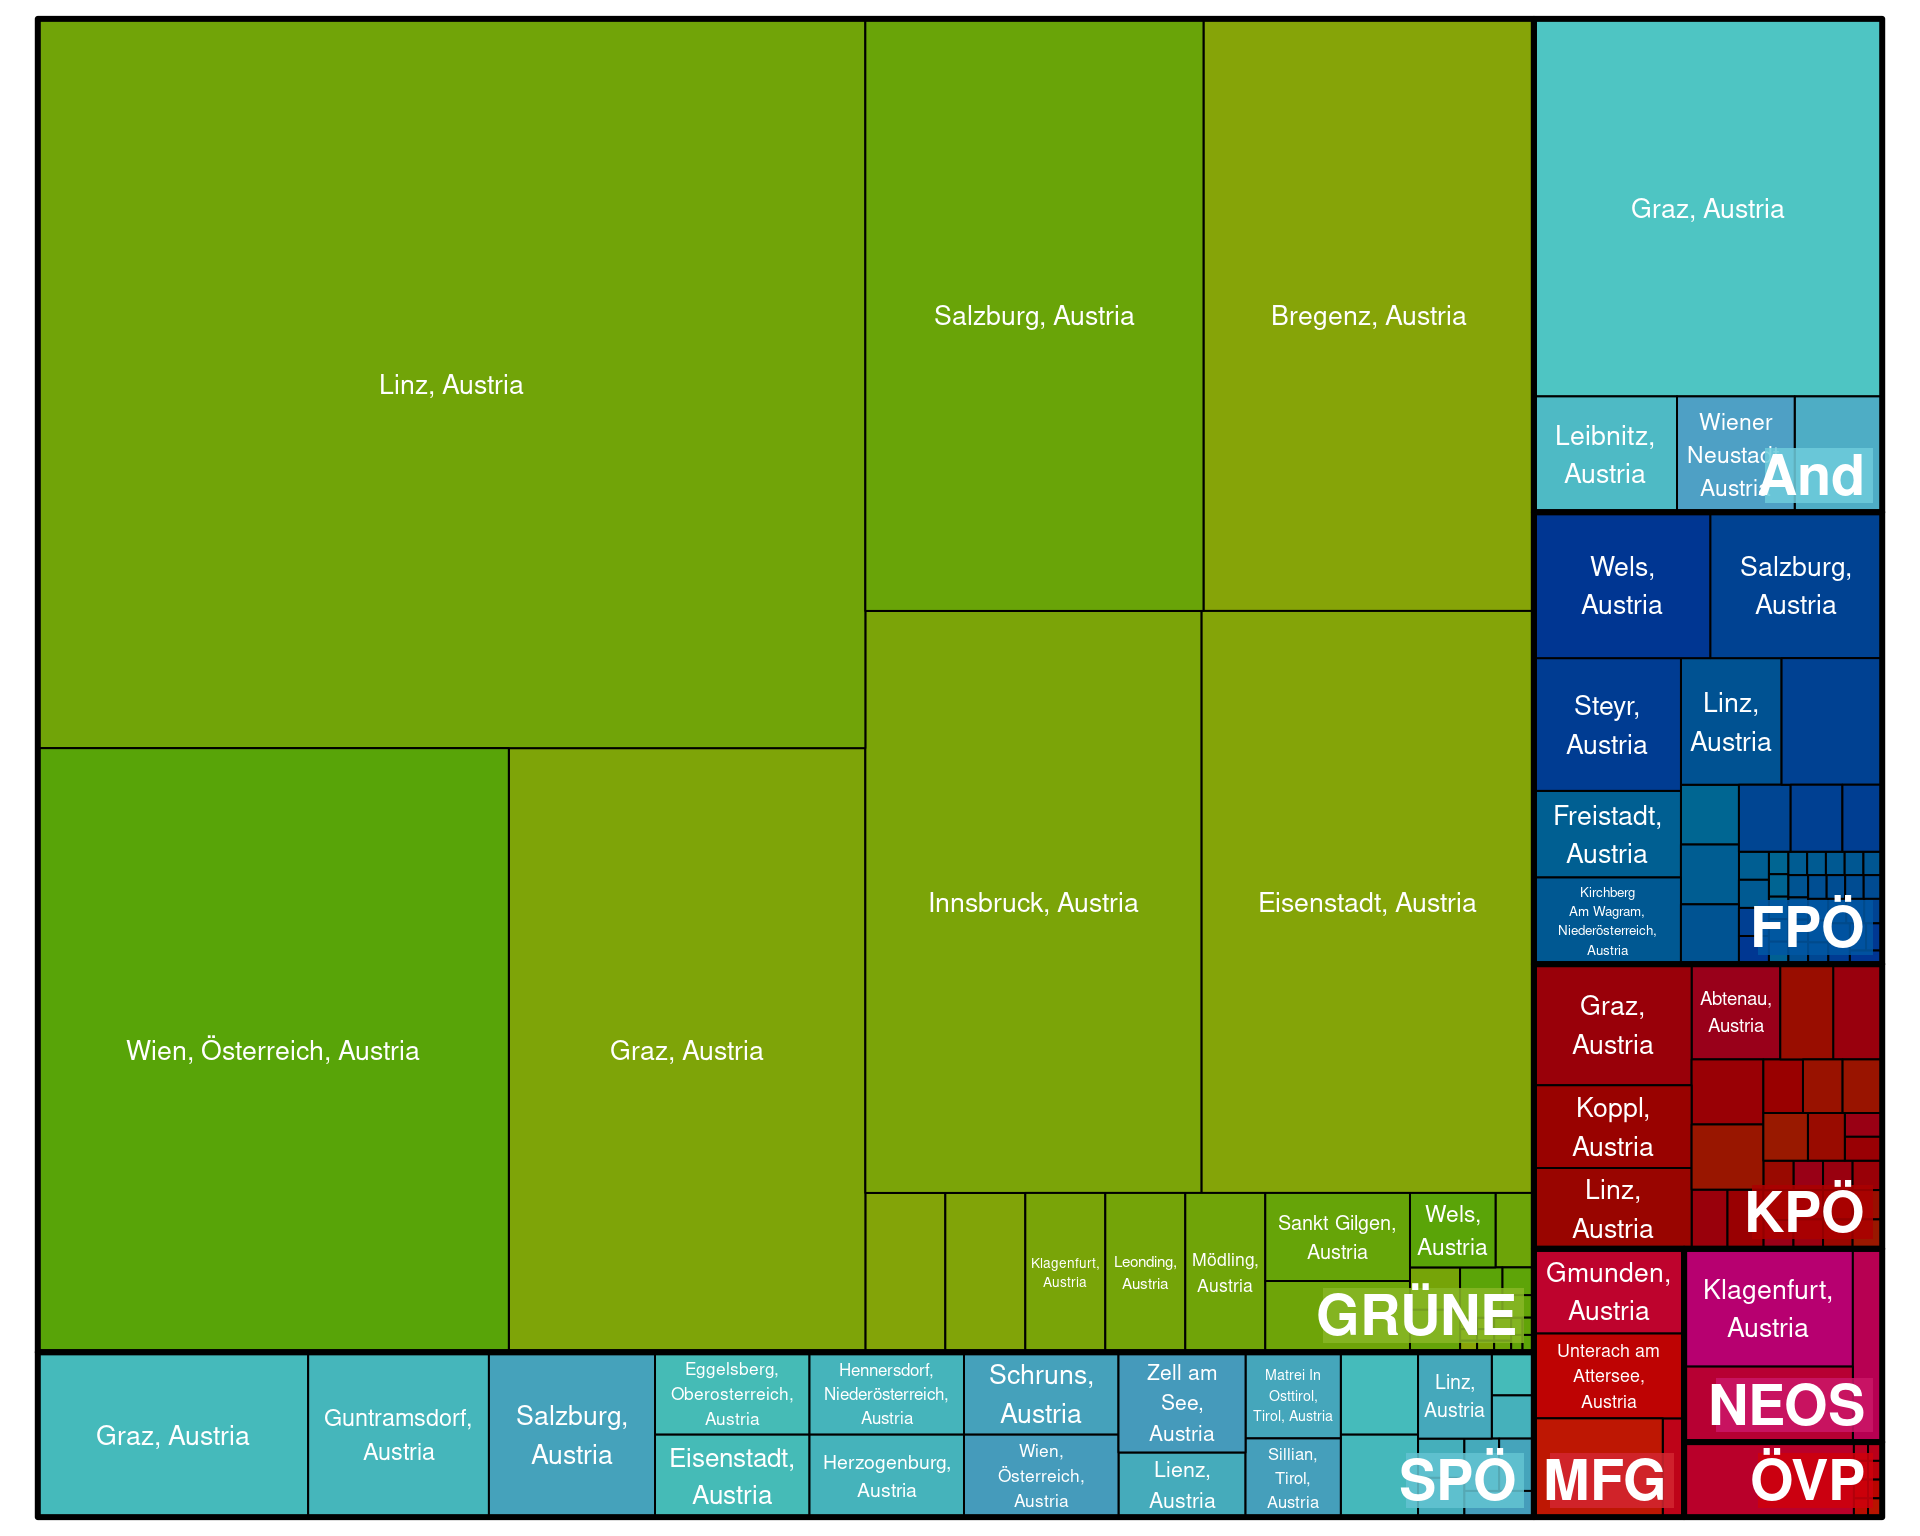 Linz, Austria
Salzburg, Austria
Bregenz, Austria
Wien, Österreich, Austria
Graz, Austria
Innsbruck, Austria
Eisenstadt, Austria
Klagenfurt,
Austria
Leonding,
Austria
Mödling,
Austria
Sankt Gilgen,
Austria
Wels,
Austria
GRÜNE
Graz, Austria
Guntramsdorf,
Austria
Salzburg,
Austria
Eggelsberg,
Oberosterreich,
Austria
Eisenstadt,
Austria
Hennersdorf,
Niederösterreich,
Austria
Herzogenburg,
Austria
Schruns,
Austria
Wien,
Österreich,
Austria
Zell am
See,
Austria
Lienz,
Austria
Matrei In
Osttirol,
Tirol, Austria
Sillian,
Tirol,
Austria
Linz,
Austria
SPÖ
Graz, Austria
Leibnitz,
Austria
Wiener
Neustadt,
Austria
And
Wels,
Austria
Salzburg,
Austria
Steyr,
Austria
Linz,
Austria
Freistadt,
Austria
Kirchberg
Am Wagram,
Niederösterreich,
Austria
FPÖ
Graz,
Austria
Abtenau,
Austria
Koppl,
Austria
Linz,
Austria
KPÖ
Gmunden,
Austria
Unterach am
Attersee,
Austria
MFG
Klagenfurt,
Austria
NEOS
ÖVP